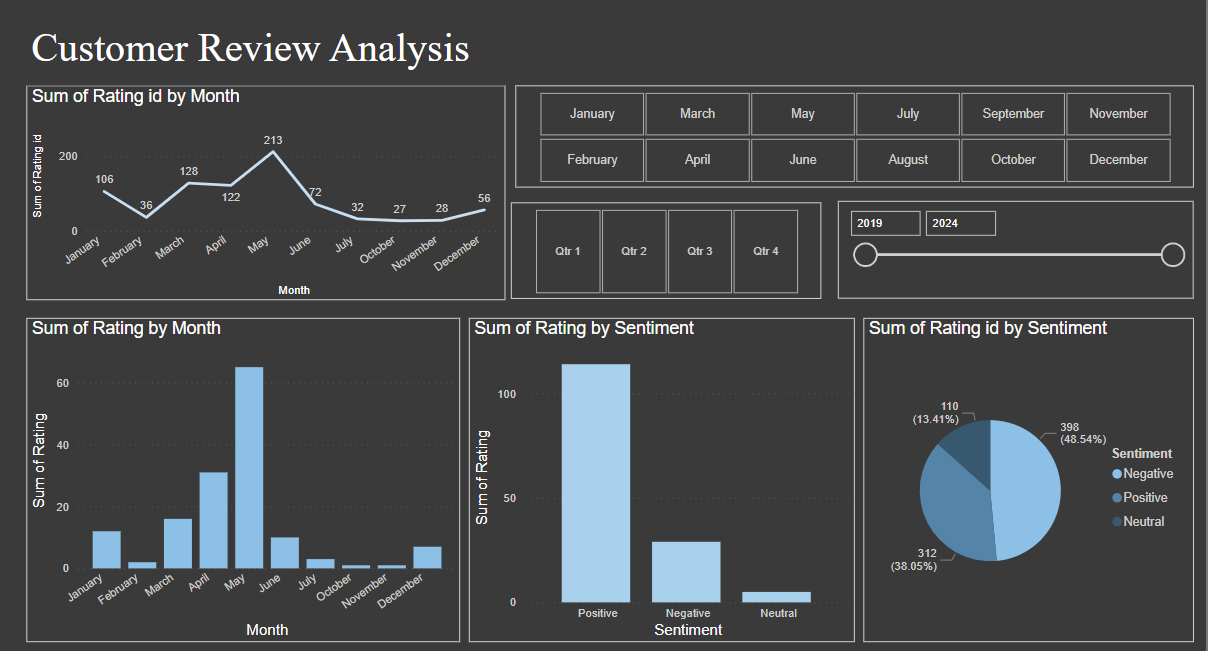 Customer Review Analysis
Sum of Rating id by Month
Sum of Rating id
200
0
106
36
128
122
213
72
32
27
28
56
January
February
March
April
May
June
July
October
November
December
Month
January
March
May
July
September
November
February
April
June
August
October
December
Qtr 1
Qtr 2
Qtr 3
Qtr 4
2019
2024
Sum of Rating by Month
Sum of Rating
60
40
20
0
January
February
March
April
May
June
July
October
November
December
Month
Sum of Rating by Sentiment
Sum of Rating
100
50
0
Positive
Negative
Neutral
Sentiment
Sum of Rating id by Sentiment
110
(13.41%)
398
(48.54%)
312
(38.05%)
Sentiment
Negative
Positive
Neutral